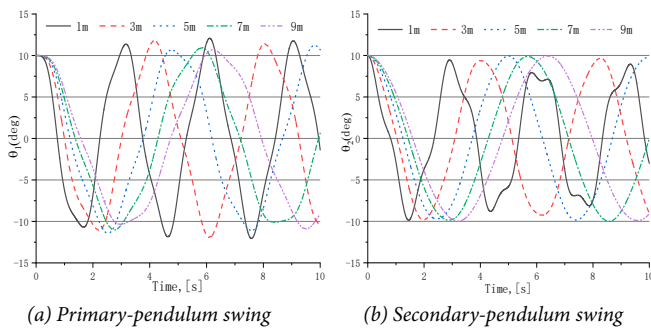 15
10
5
0
-5
-10
-15
θ₁(deg)
1m 3m 5m 7m 9m
0 2 4 6 8 10
Time,[s]
(a) Primary-pendulum swing
15
10
5
0
-5
-10
-15
θ₂(deg)
1m 3m 5m 7m 9m
0 2 4 6 8 10
Time,[s]
(b) Secondary-pendulum swing